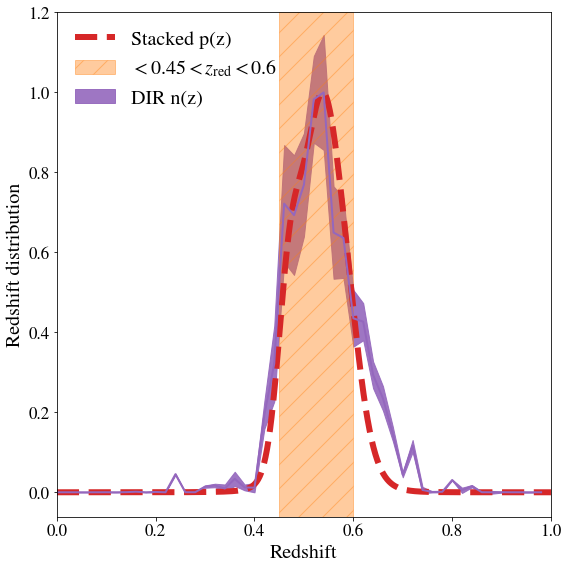 1.2
1.0
0.8
0.6
0.4
0.2
0.0
Redshift distribution
Stacked p(z)
< 0.45 < z_red < 0.6
DIR n(z)
0.0 0.2 0.4 0.6 0.8 1.0
Redshift